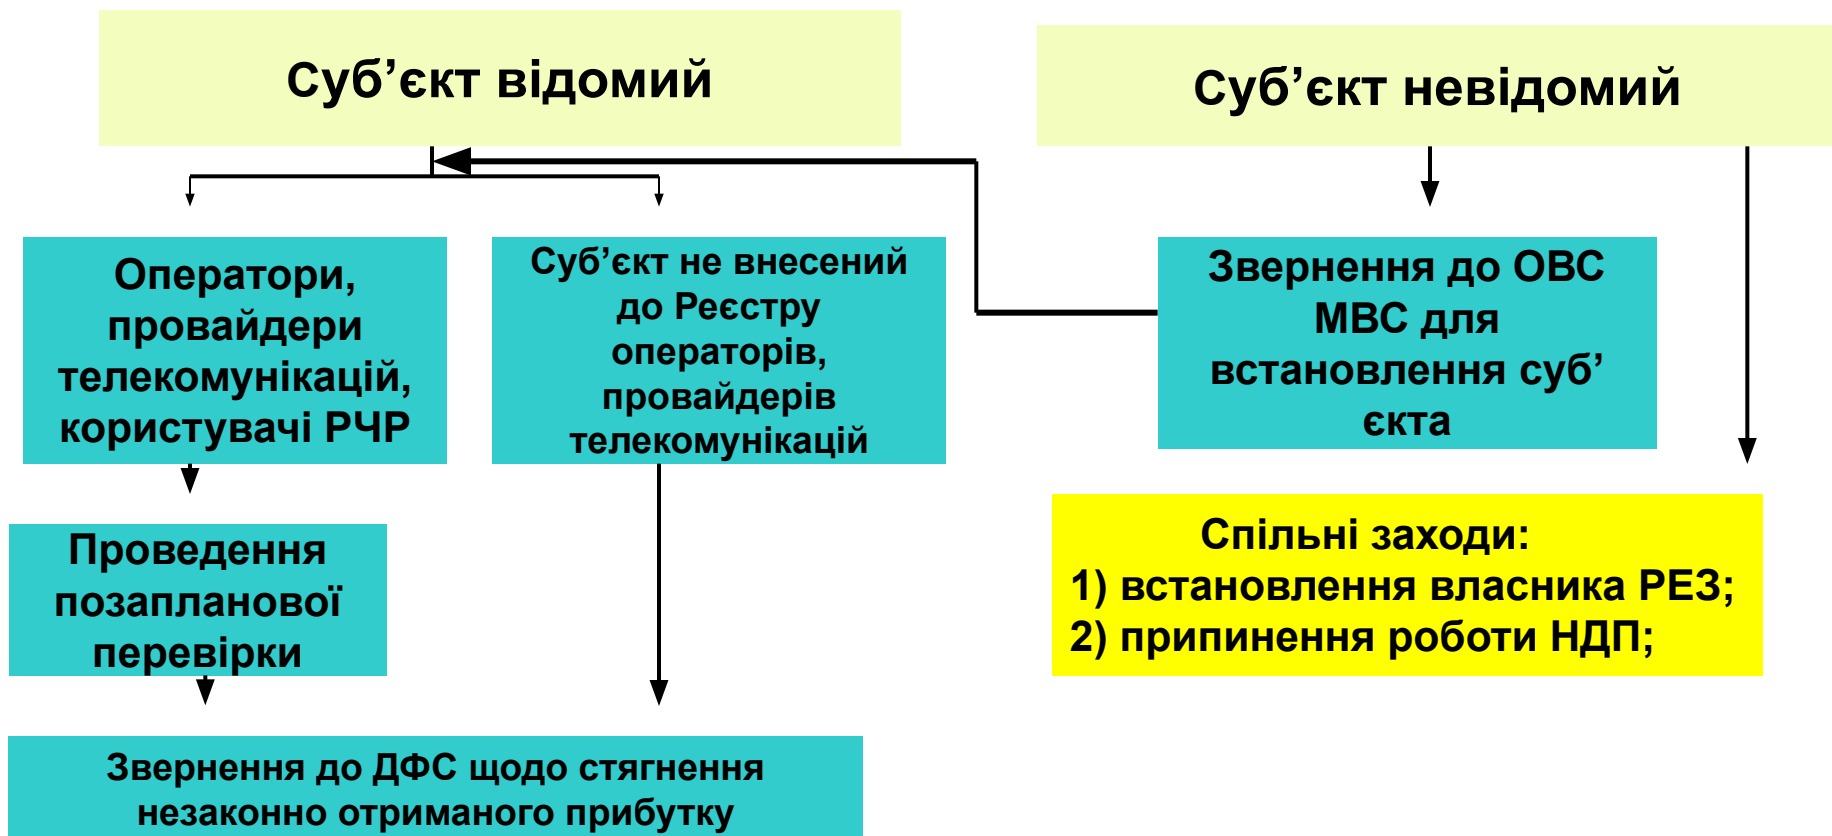 Суб’єкт відомий
Суб’єкт невідомий
Оператори,
провайдери
телекомунікацій,
користувачі РЧР
Суб’єкт не внесений
до Реєстру
операторів,
провайдерів
телекомунікацій
Звернення до ОВС
МВС для
встановлення суб’
єкта
Проведення
позапланової
перевірки
Спільні заходи:
1) встановлення власника РЕЗ;
2) припинення роботи НДП;
Звернення до ДФС щодо стягнення
незаконно отриманого прибутку